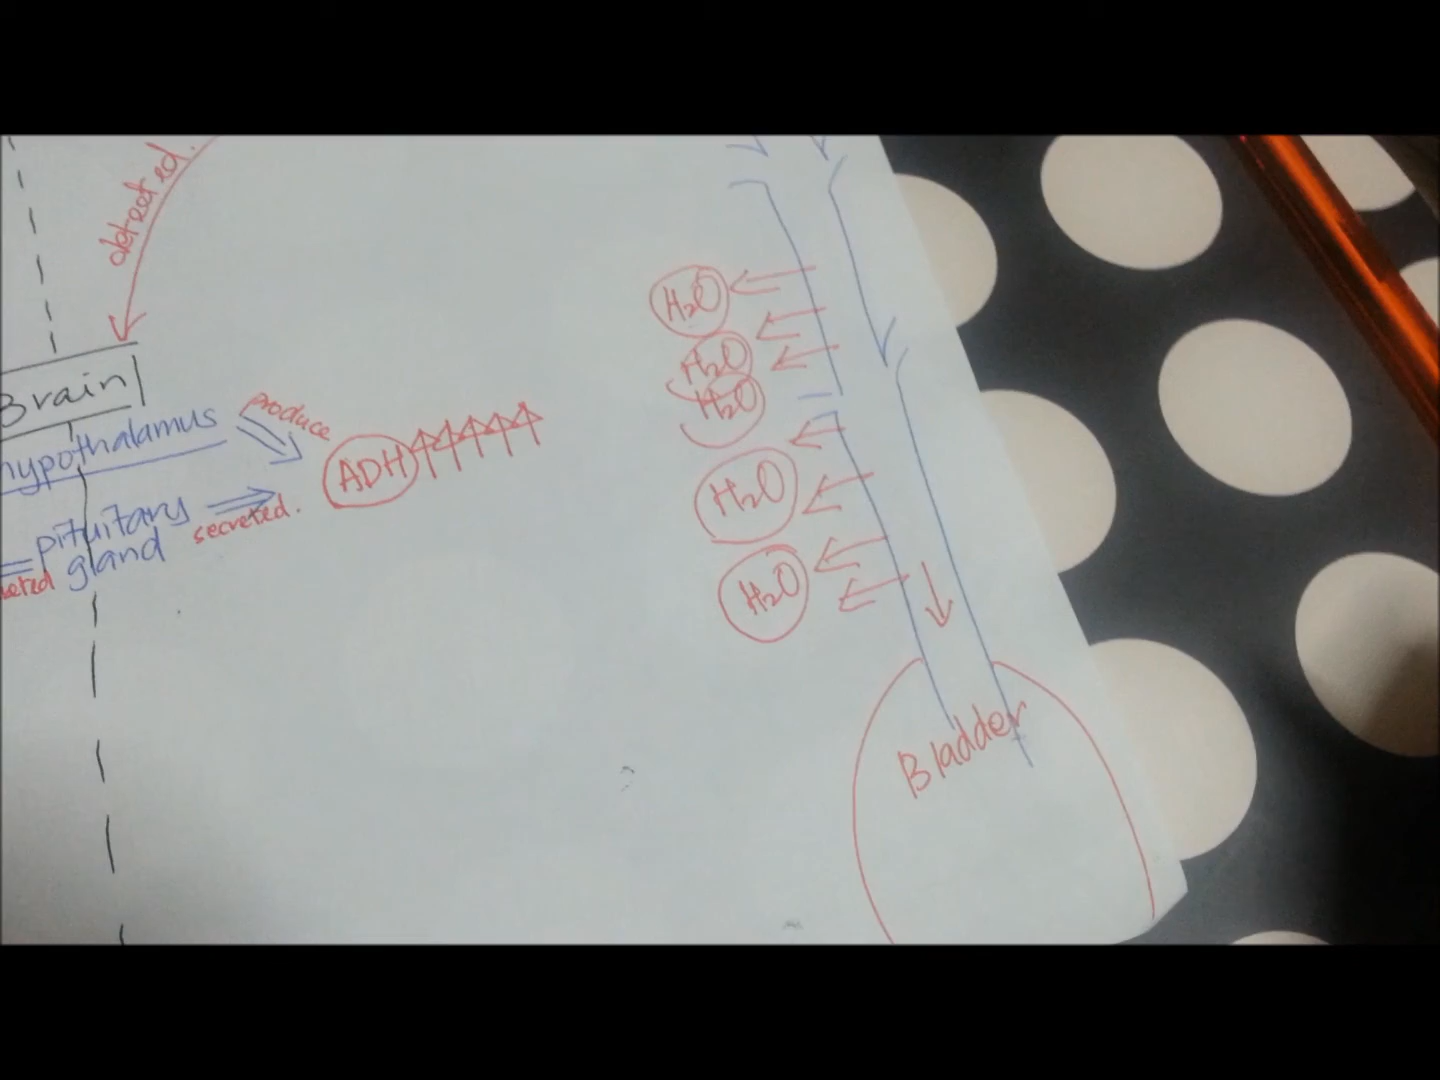 detected.
Brain
hypothalamus
produce
ADH
pituitary
gland
secreted.
H₂O
H₂O
H₂O
H₂O
H₂O
Bladder